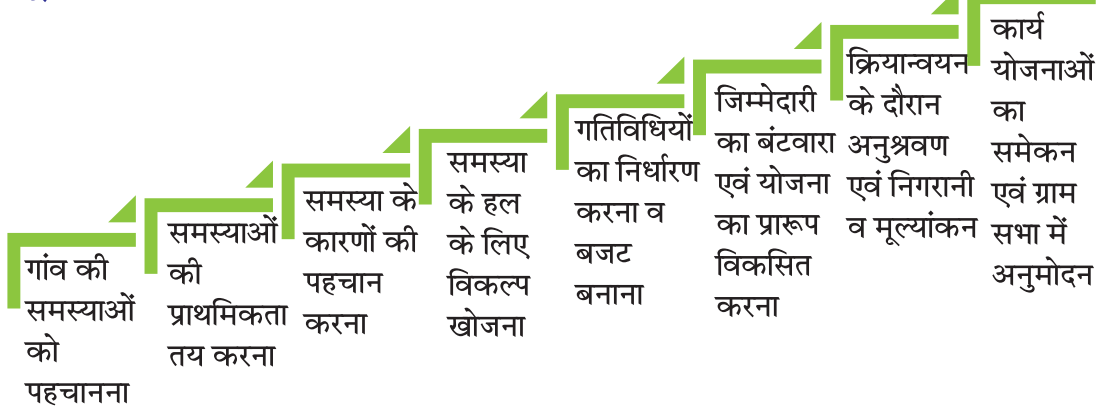 गांव की
समस्याओं
को
पहचानना
समस्याओं
की
प्राथमिकता
तय करना
समस्या के
कारणों की
पहचान
करना
समस्या
के हल
के लिए
विकल्प
खोजना
गतिविधियों
का निर्धारण
करना व
बजट
बनाना
जिम्मेदारी
का बंटवारा
एवं योजना
का प्रारूप
विकसित
करना
क्रियान्वयन
के दौरान
अनुश्रवण
एवं निगरानी
व मूल्यांकन
कार्य
योजनाओं
का
समेकन
एवं ग्राम
सभा में
अनुमोदन